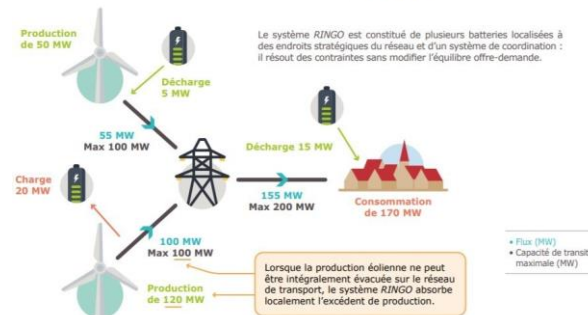 Production
de 50 MW
Le système RINGO est constitué de plusieurs batteries localisées à
des endroits stratégiques du réseau et d'un système de coordination :
il résout des contraintes sans modifier l'équilibre offre-demande.
Décharge
5 MW
55 MW
Max 100 MW
Décharge 15 MW
Charge
20 MW
155 MW
Max 200 MW
Consommation
de 170 MW
100 MW
Max 100 MW
Production
de 120 MW
Lorsque la production éolienne ne peut
être intégralement évacuée sur le réseau
de transport, le système RINGO absorbe
localement l'excédent de production.
• Flux (MW)
• Capacité de transit
maximale (MW)